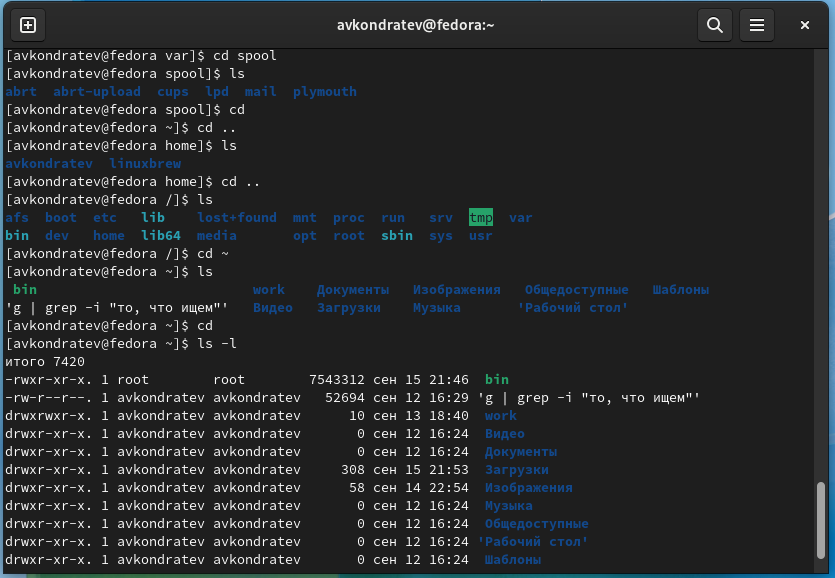 avkondratev@fedora:~
[avkondratev@fedora var]$ cd spool
[avkondratev@fedora spool]$ ls
abrt  abrt-upload  cups  lpd  mail  plymouth
[avkondratev@fedora spool]$ cd
[avkondratev@fedora ~]$ cd ..
[avkondratev@fedora home]$ ls
avkondratev  linuxbrew
[avkondratev@fedora home]$ cd ..
[avkondratev@fedora /]$ ls
afs  boot  etc   lib    lost+found  mnt  proc  run   srv  tmp  var
bin  dev   home  lib64  media       opt  root  sbin  sys  usr
[avkondratev@fedora /]$ cd ~
[avkondratev@fedora ~]$ ls
 bin                           work     Документы   Изображения   Общедоступные   Шаблоны
'g | grep -i "то, что ищем"'   Видео   Загрузки    Музыка       'Рабочий стол'
[avkondratev@fedora ~]$ cd
[avkondratev@fedora ~]$ ls -l
итого 7420
-rwxr-xr-x. 1 root        root        7543312 сен 15 21:46  bin
-rw-r--r--. 1 avkondratev avkondratev   52694 сен 12 16:29 'g | grep -i "то, что ищем"'
drwxrwxr-x. 1 avkondratev avkondratev      10 сен 13 18:40  work
drwxr-xr-x. 1 avkondratev avkondratev       0 сен 12 16:24  Видео
drwxr-xr-x. 1 avkondratev avkondratev       0 сен 12 16:24  Документы
drwxr-xr-x. 1 avkondratev avkondratev     308 сен 15 21:53  Загрузки
drwxr-xr-x. 1 avkondratev avkondratev      58 сен 14 22:54  Изображения
drwxr-xr-x. 1 avkondratev avkondratev       0 сен 12 16:24  Музыка
drwxr-xr-x. 1 avkondratev avkondratev       0 сен 12 16:24  Общедоступные
drwxr-xr-x. 1 avkondratev avkondratev       0 сен 12 16:24 'Рабочий стол'
drwxr-xr-x. 1 avkondratev avkondratev       0 сен 12 16:24  Шаблоны